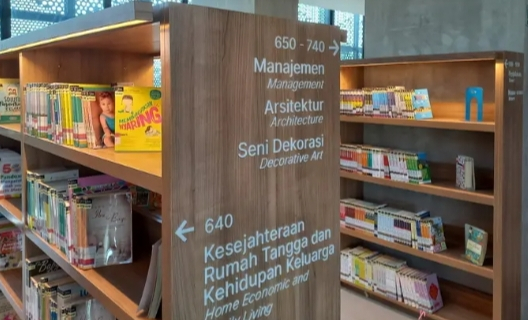 650 - 740 →
Manajemen
Management
Arsitektur
Architecture
Seni Dekorasi
Decorative Art
← 640
Kesejahteraan
Rumah Tangga dan
Kehidupan Keluarga
Home Economic and
Living